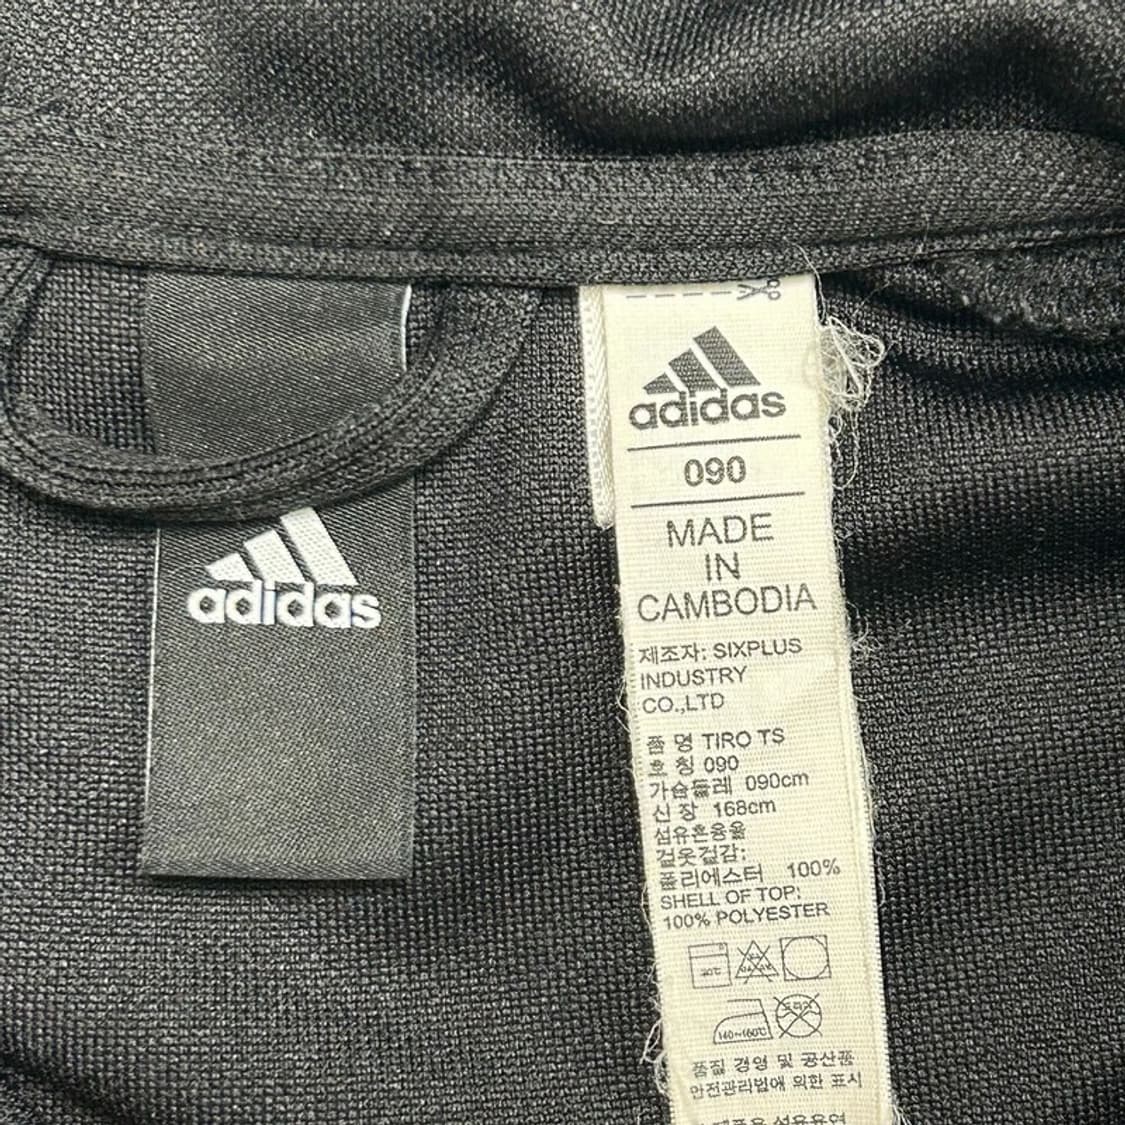 adidas
adidas
090
MADE
IN
CAMBODIA
제조자: SIXPLUS
INDUSTRY
CO.,LTD
품 명 TIRO TS
호 칭 090
가슴둘레 090cm
신 장 168cm
섬유혼용율
겉옷겉감:
폴리에스터 100%
SHELL OF TOP:
100% POLYESTER
140~160℃
품질 경영 및 공산품
안전관리법에 의한 표시